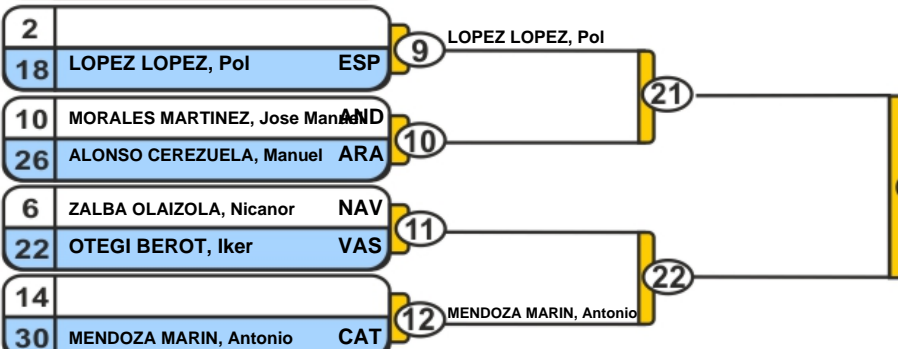 2
18 LOPEZ LOPEZ, Pol ESP
9 LOPEZ LOPEZ, Pol
21
10 MORALES MARTINEZ, Jose Manuel AND
26 ALONSO CEREZUELA, Manuel ARA
10
6 ZALBA OLAIZOLA, Nicanor NAV
22 OTEGI BEROT, Iker VAS
11
22
14
30 MENDOZA MARIN, Antonio CAT
12 MENDOZA MARIN, Antonio